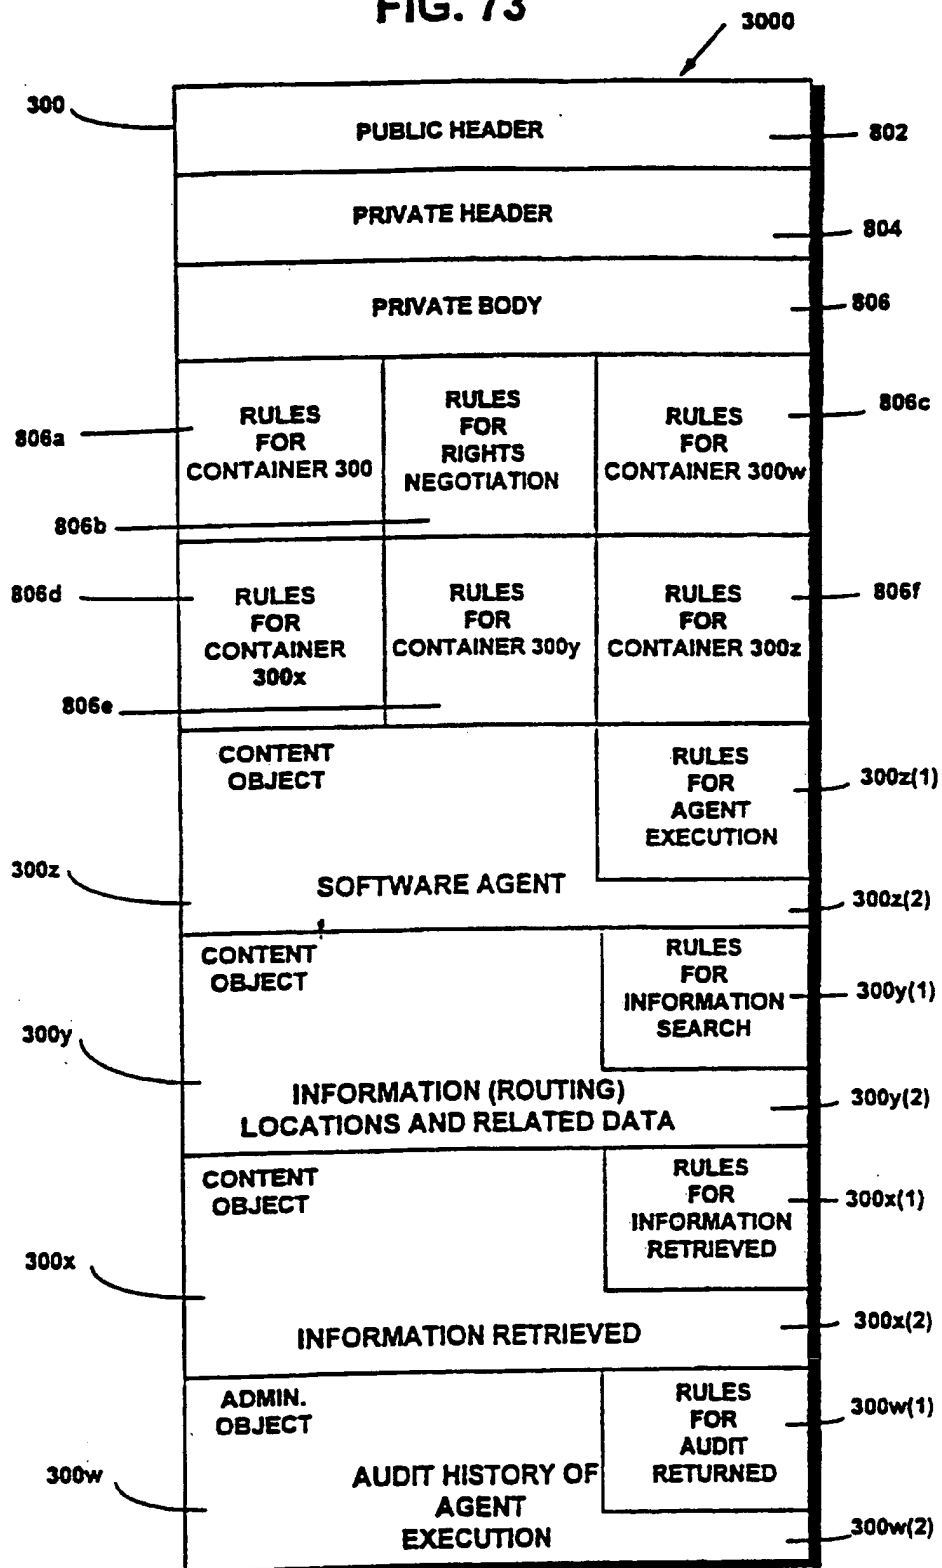 FIG. 73
3000
300
PUBLIC HEADER
802
PRIVATE HEADER
804
PRIVATE BODY
806
806a
RULES
FOR
CONTAINER 300
806b
RULES
FOR
RIGHTS
NEGOTIATION
RULES
FOR
CONTAINER 300w
806c
806d
RULES
FOR
CONTAINER
300x
806e
RULES
FOR
CONTAINER 300y
RULES
FOR
CONTAINER 300z
806f
CONTENT
OBJECT
RULES
FOR
AGENT
EXECUTION
300z(1)
300z
SOFTWARE AGENT
300z(2)
CONTENT
OBJECT
RULES
FOR
INFORMATION
SEARCH
300y(1)
300y
INFORMATION (ROUTING)
LOCATIONS AND RELATED DATA
300y(2)
CONTENT
OBJECT
RULES
FOR
INFORMATION
RETRIEVED
300x(1)
300x
INFORMATION RETRIEVED
300x(2)
ADMIN.
OBJECT
RULES
FOR
AUDIT
RETURNED
300w(1)
300w
AUDIT HISTORY OF
AGENT
EXECUTION
300w(2)